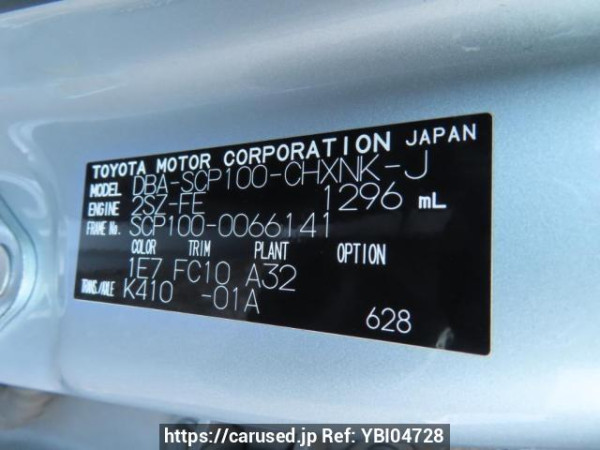 TOYOTA MOTOR CORPORATION JAPAN
MODEL DBA-SCP100-CHXNK-J
ENGINE 2SZ-FE 1296 mL
FRAME No. SCP100-0066141
COLOR TRIM PLANT OPTION
1E7 FC10 A32
TRANS./AXLE K410 -01A
628
https://carused.jp Ref: YBI04728